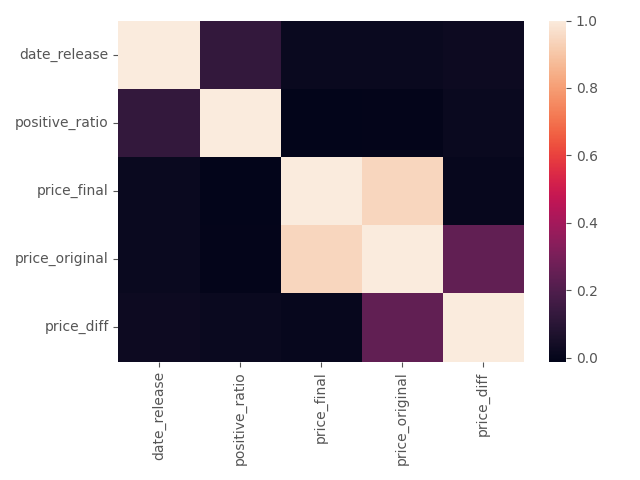 date_release
positive_ratio
price_final
price_original
price_diff
date_release
positive_ratio
price_final
price_original
price_diff
1.0
0.8
0.6
0.4
0.2
0.0